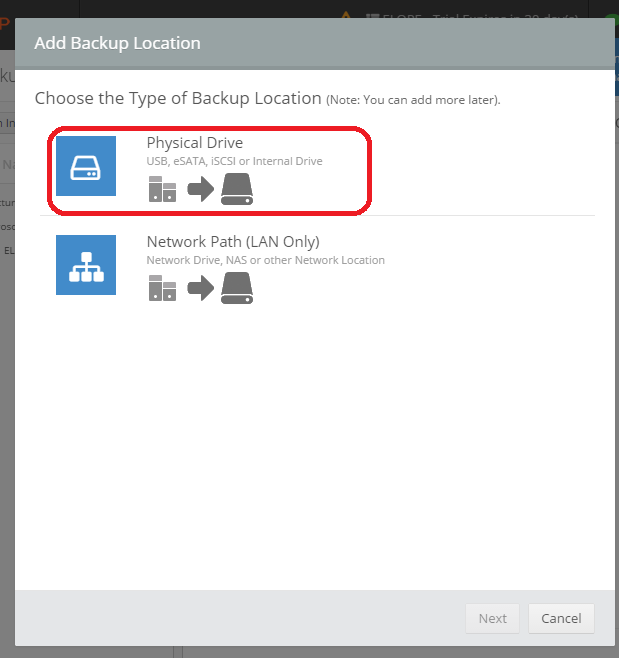 P
Add Backup Location
Choose the Type of Backup Location (Note: You can add more later).
Physical Drive
USB, eSATA, iSCSI or Internal Drive
Network Path (LAN Only)
Network Drive, NAS or other Network Location
Next
Cancel